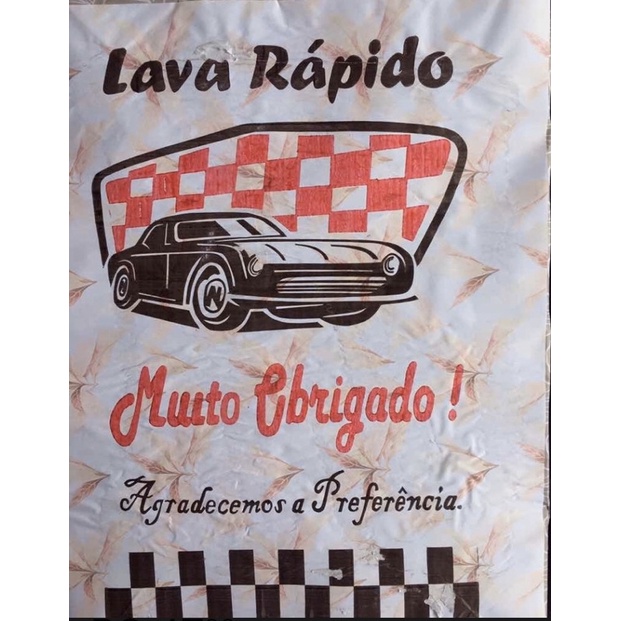 Lava Rápido
Muito Obrigado !
Agradecemos a Preferência.